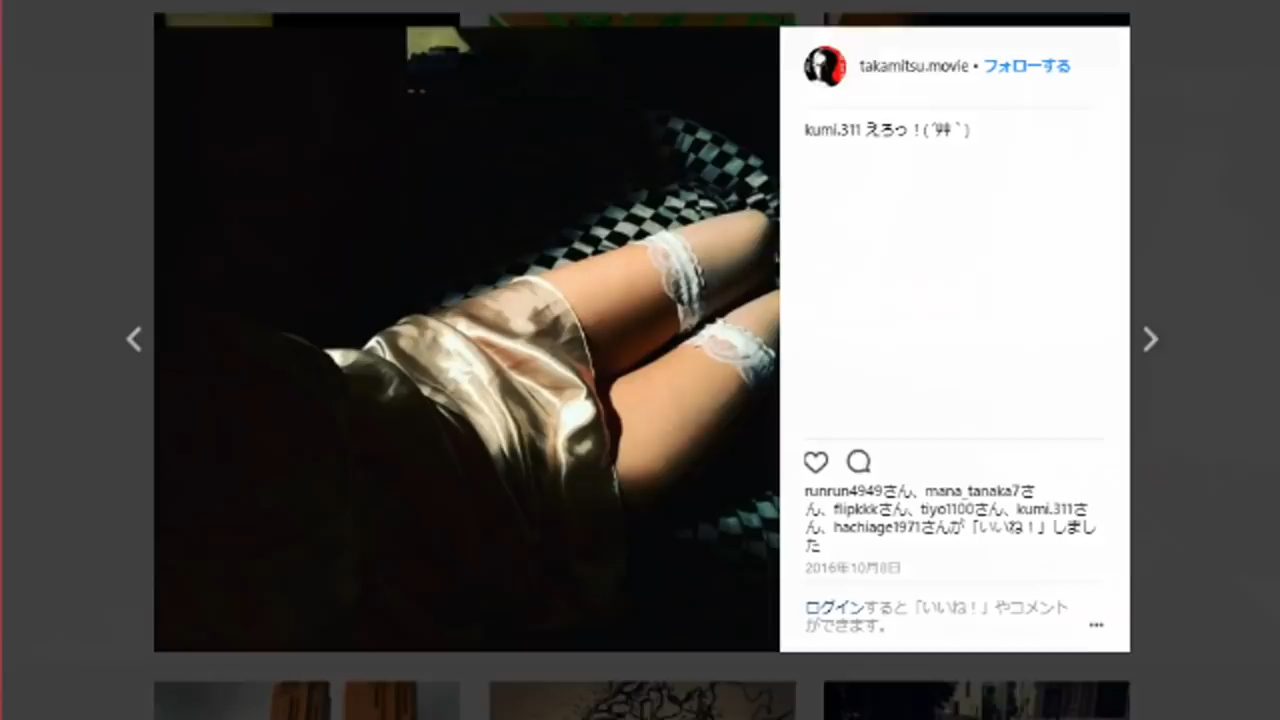 takamitsu.movie • フォローする
kumi.311 えろっ！( ´艸｀)
runrun4949さん、mana_tanaka7さ
ん、flipkkkさん、tiyo1100さん、kumi.311さ
ん、hachiage1971さんが「いいね！」しまし
た
2016年10月8日
ログインすると「いいね！」やコメント
ができます。